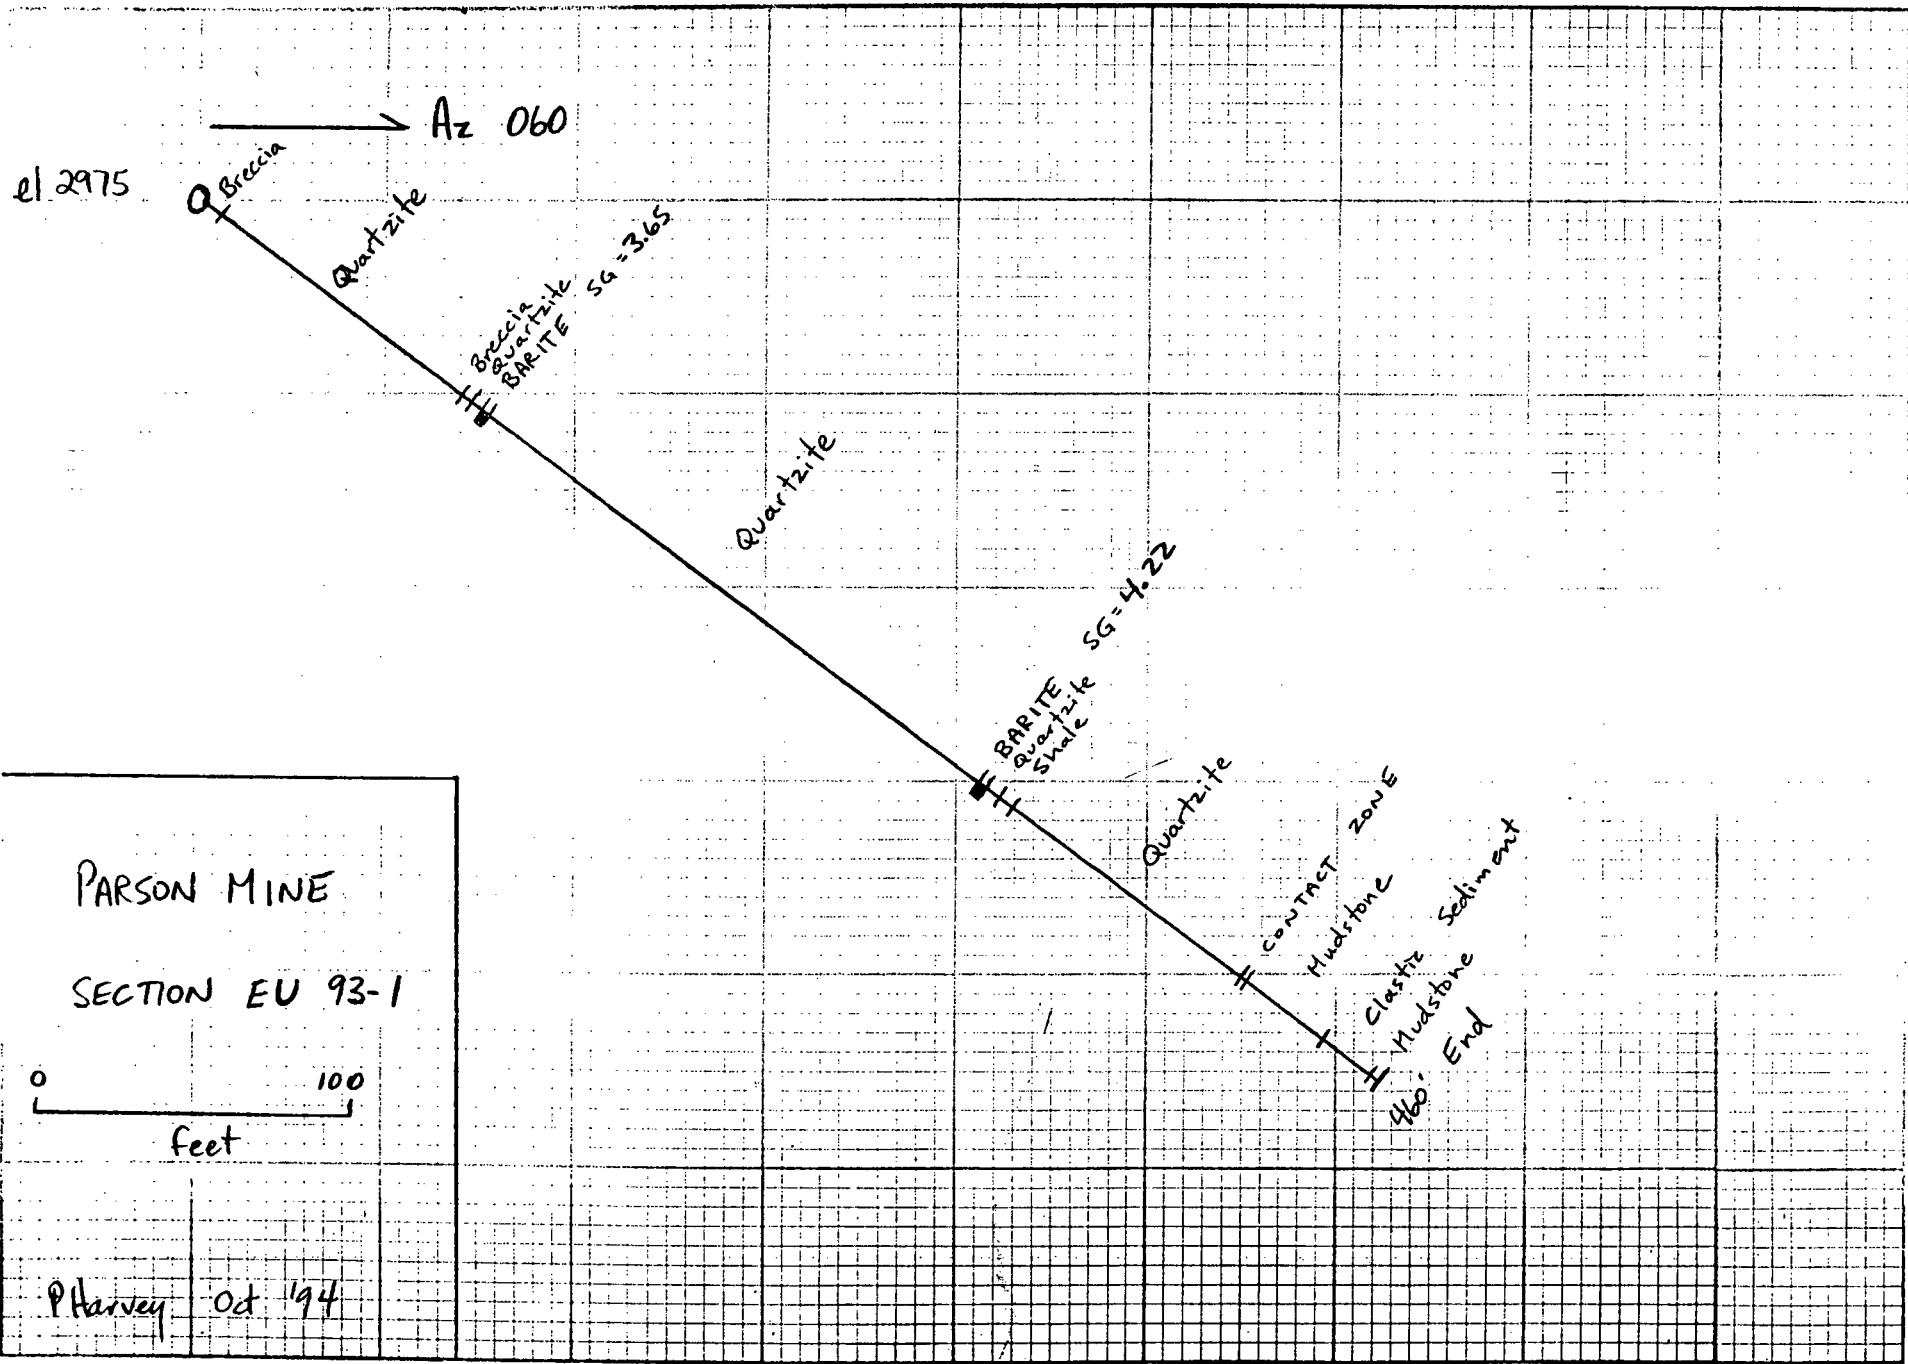 Az 060
el 2975
Breccia
Quartzite
Breccia
Quartzite
BARITE SG = 3.65
Quartzite
BARITE SG = 4.22
Quartzite
Shale
Quartzite
CONTACT ZONE
Mudstone
Clastic Sediment
Mudstone
460' End
PARSON MINE
SECTION EU 93-1
0 100
feet
P Harvey Oct '94